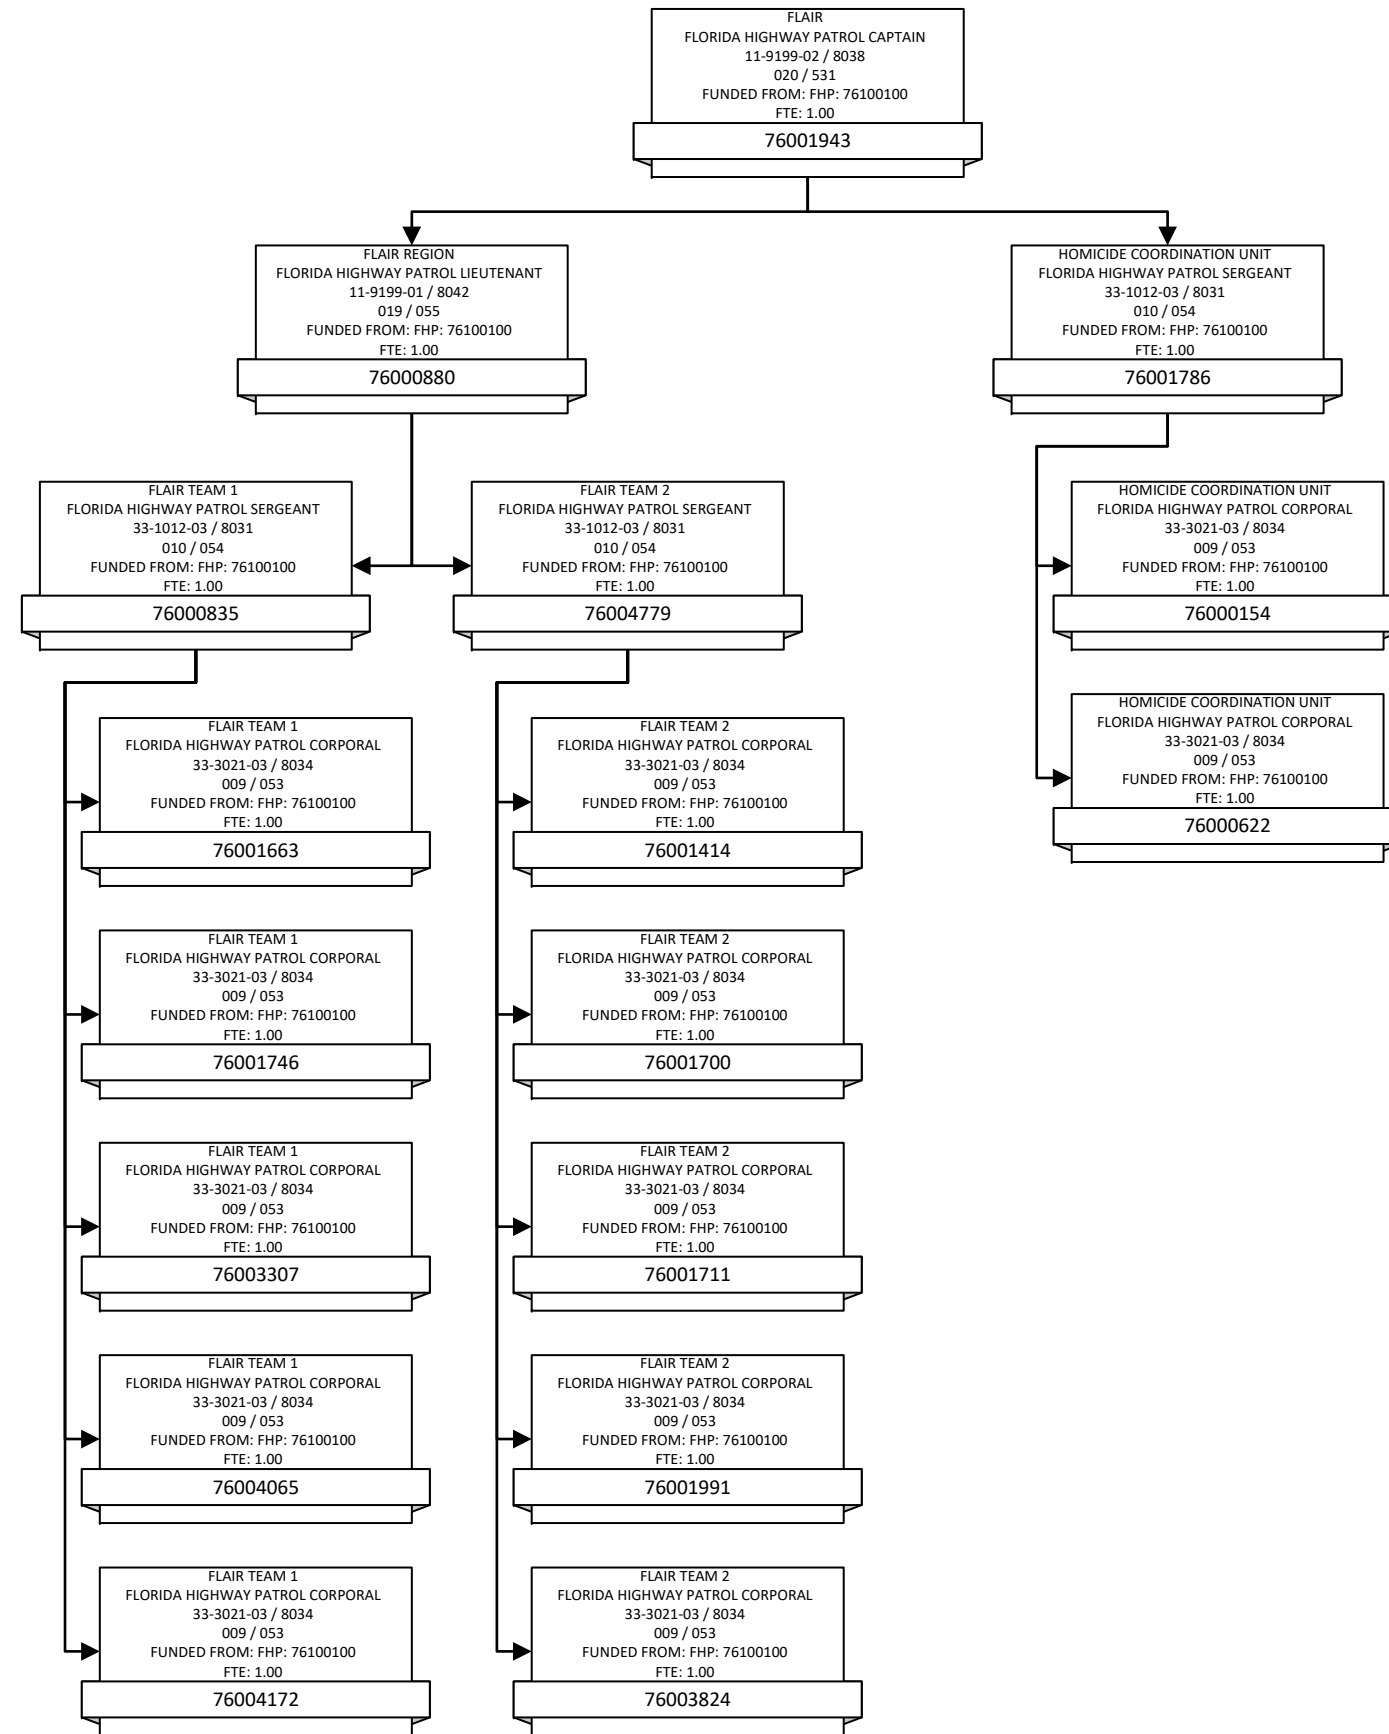 FLAIR
FLORIDA HIGHWAY PATROL CAPTAIN
11-9199-02 / 8038
020 / 531
FUNDED FROM: FHP: 76100100
FTE: 1.00
76001943
FLAIR REGION
FLORIDA HIGHWAY PATROL LIEUTENANT
11-9199-01 / 8042
019 / 055
FUNDED FROM: FHP: 76100100
FTE: 1.00
76000880
HOMICIDE COORDINATION UNIT
FLORIDA HIGHWAY PATROL SERGEANT
33-1012-03 / 8031
010 / 054
FUNDED FROM: FHP: 76100100
FTE: 1.00
76001786
FLAIR TEAM 1
FLORIDA HIGHWAY PATROL SERGEANT
33-1012-03 / 8031
010 / 054
FUNDED FROM: FHP: 76100100
FTE: 1.00
76000835
FLAIR TEAM 2
FLORIDA HIGHWAY PATROL SERGEANT
33-1012-03 / 8031
010 / 054
FUNDED FROM: FHP: 76100100
FTE: 1.00
76004779
HOMICIDE COORDINATION UNIT
FLORIDA HIGHWAY PATROL CORPORAL
33-3021-03 / 8034
009 / 053
FUNDED FROM: FHP: 76100100
FTE: 1.00
76000154
FLAIR TEAM 1
FLORIDA HIGHWAY PATROL CORPORAL
33-3021-03 / 8034
009 / 053
FUNDED FROM: FHP: 76100100
FTE: 1.00
76001663
FLAIR TEAM 2
FLORIDA HIGHWAY PATROL CORPORAL
33-3021-03 / 8034
009 / 053
FUNDED FROM: FHP: 76100100
FTE: 1.00
76001414
HOMICIDE COORDINATION UNIT
FLORIDA HIGHWAY PATROL CORPORAL
33-3021-03 / 8034
009 / 053
FUNDED FROM: FHP: 76100100
FTE: 1.00
76000622
FLAIR TEAM 1
FLORIDA HIGHWAY PATROL CORPORAL
33-3021-03 / 8034
009 / 053
FUNDED FROM: FHP: 76100100
FTE: 1.00
76001746
FLAIR TEAM 2
FLORIDA HIGHWAY PATROL CORPORAL
33-3021-03 / 8034
009 / 053
FUNDED FROM: FHP: 76100100
FTE: 1.00
76001700
FLAIR TEAM 1
FLORIDA HIGHWAY PATROL CORPORAL
33-3021-03 / 8034
009 / 053
FUNDED FROM: FHP: 76100100
FTE: 1.00
76003307
FLAIR TEAM 2
FLORIDA HIGHWAY PATROL CORPORAL
33-3021-03 / 8034
009 / 053
FUNDED FROM: FHP: 76100100
FTE: 1.00
76001711
FLAIR TEAM 1
FLORIDA HIGHWAY PATROL CORPORAL
33-3021-03 / 8034
009 / 053
FUNDED FROM: FHP: 76100100
FTE: 1.00
76004065
FLAIR TEAM 2
FLORIDA HIGHWAY PATROL CORPORAL
33-3021-03 / 8034
009 / 053
FUNDED FROM: FHP: 76100100
FTE: 1.00
76001991
FLAIR TEAM 1
FLORIDA HIGHWAY PATROL CORPORAL
33-3021-03 / 8034
009 / 053
FUNDED FROM: FHP: 76100100
FTE: 1.00
76004172
FLAIR TEAM 2
FLORIDA HIGHWAY PATROL CORPORAL
33-3021-03 / 8034
009 / 053
FUNDED FROM: FHP: 76100100
FTE: 1.00
76003824